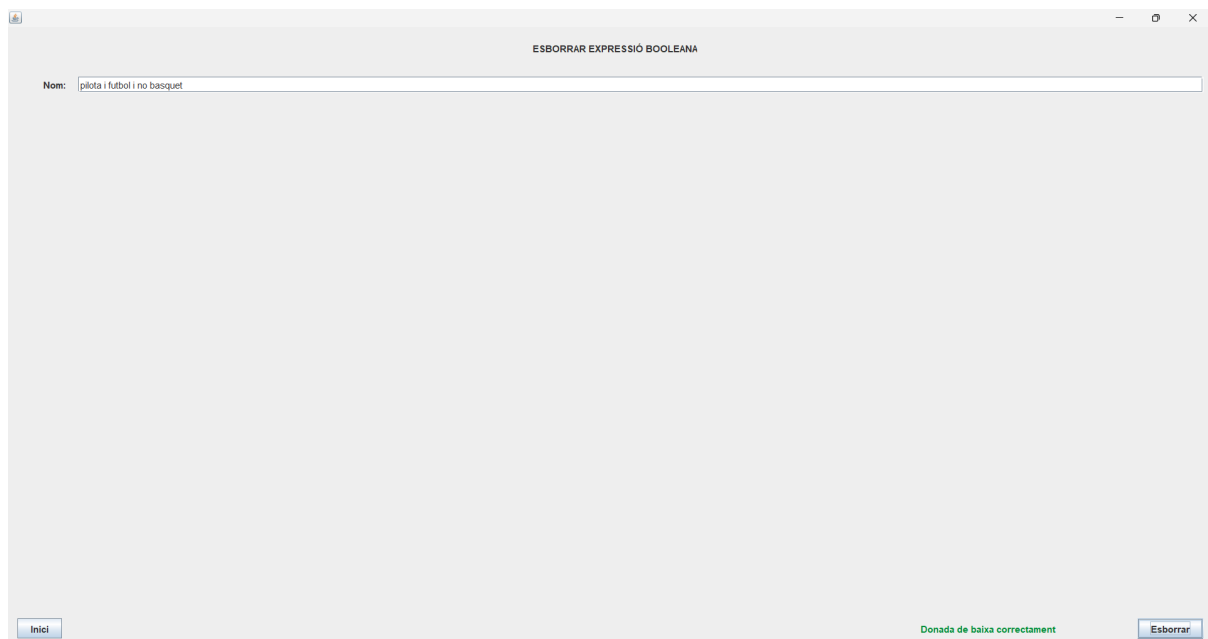 ESBORRAR EXPRESSIÓ BOOLEANA
Nom: pilota i futbol i no basquet
Inici Donada de baixa correctament Esborrar